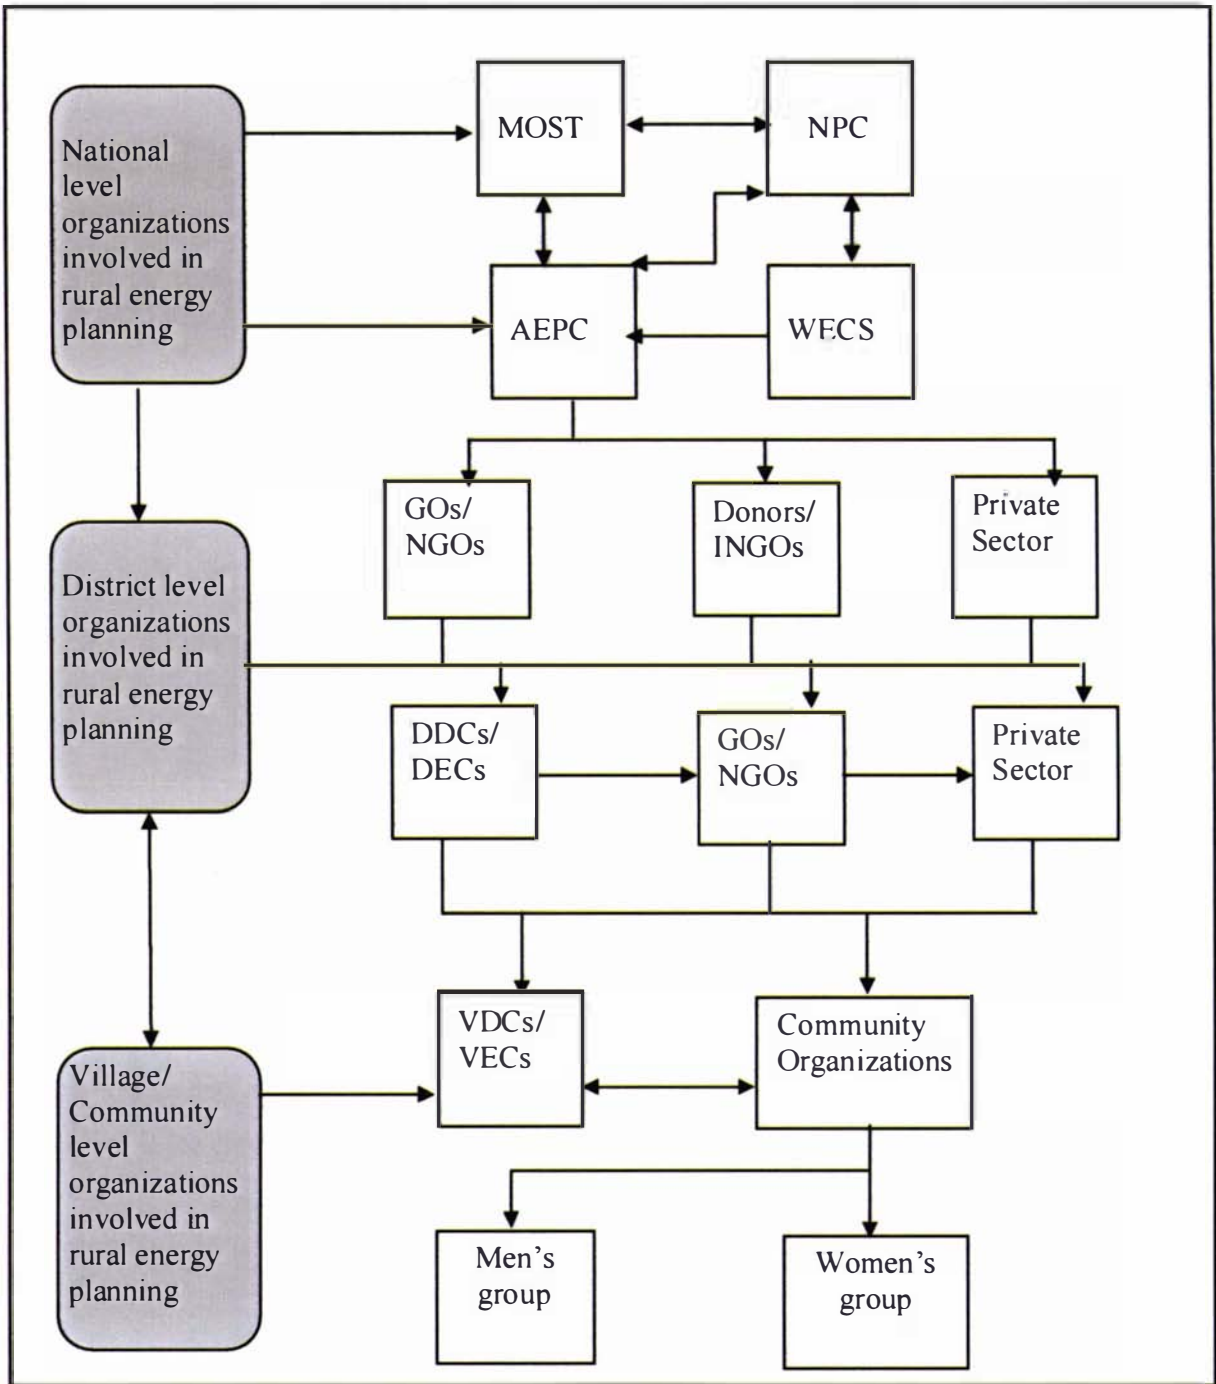 National
level
organizations
involved in
rural energy
planning
MOST
NPC
AEPC
WECS
GOs/
NGOs
Donors/
INGOs
Private
Sector
District level
organizations
involved in
rural energy
planning
DDCs/
DECs
GOs/
NGOs
Private
Sector
Village/
Community
level
organizations
involved in
rural energy
planning
VDCs/
VECs
Community
Organizations
Men's
group
Women's
group